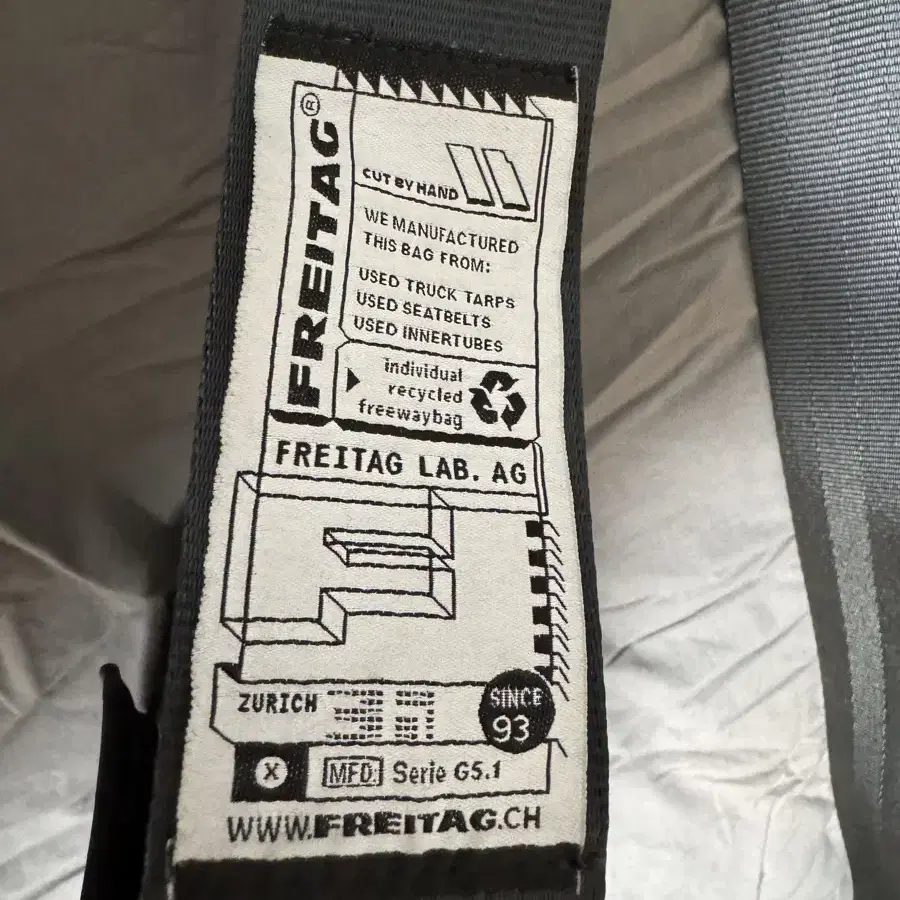 FREITAG®
CUT BY HAND
WE MANUFACTURED
THIS BAG FROM:
USED TRUCK TARPS
USED SEATBELTS
USED INNERTUBES
individual
recycled
freewaybag
FREITAG LAB. AG
F
ZURICH
SINCE
93
X MFD: Serie G5.1
WWW.FREITAG.CH